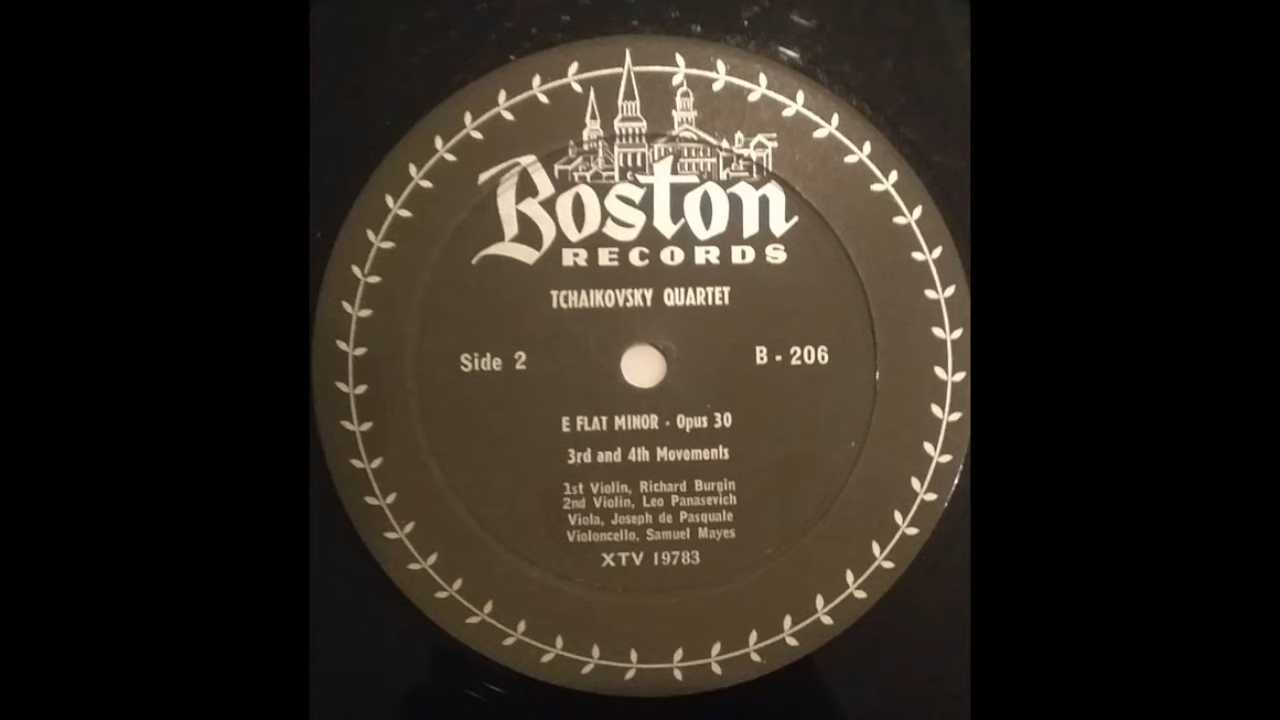 Boston
RECORDS
TCHAIKOVSKY QUARTET
Side 2
B - 206
E FLAT MINOR • Opus 30
3rd and 4th Movements
1st Violin, Richard Burgin
2nd Violin, Leo Panasevich
Viola, Joseph de Pasquale
Violoncello, Samuel Mayes
XTV 19783